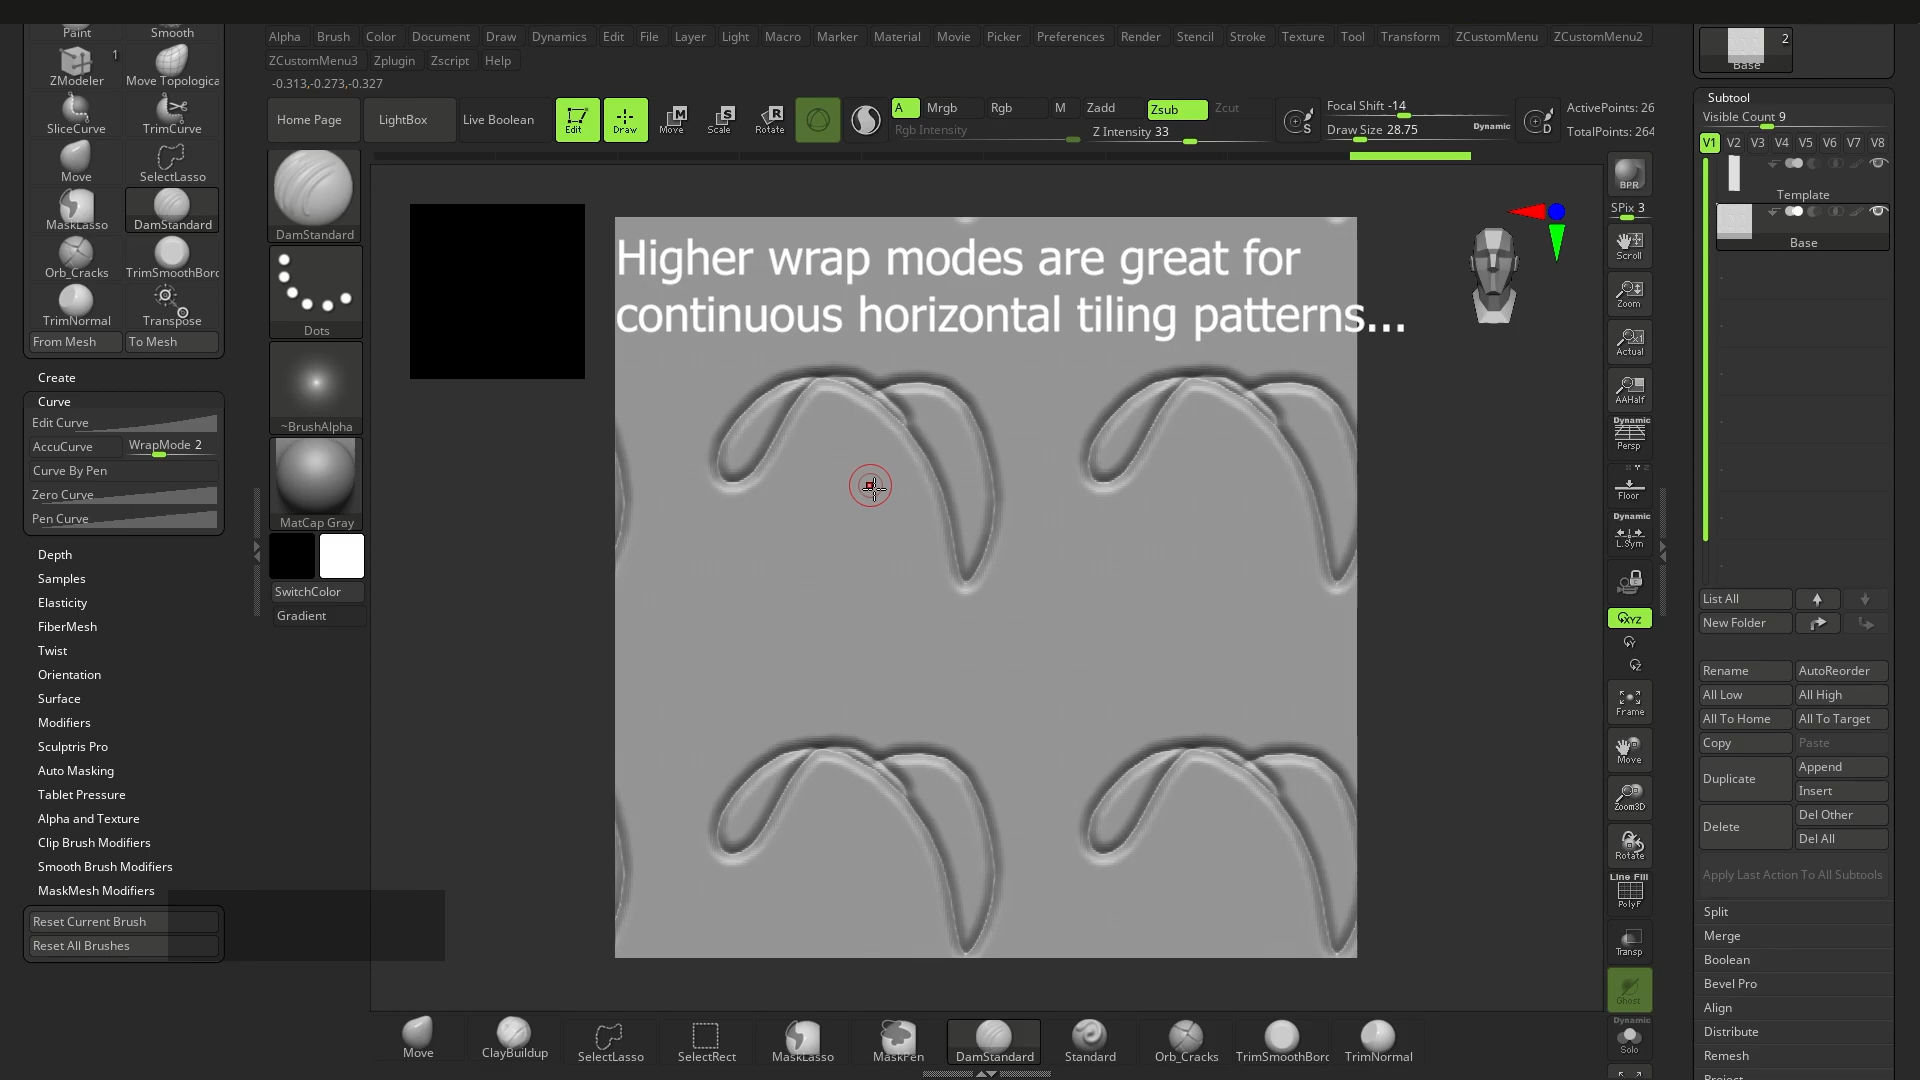 Paint
Smooth
1
ZModeler
Move Topologica
SliceCurve
TrimCurve
Move
SelectLasso
MaskLasso
DamStandard
Orb_Cracks
TrimSmoothBorc
TrimNormal
Transpose
From Mesh
To Mesh
Create
Curve
Edit Curve
AccuCurve
WrapMode 2
Curve By Pen
Zero Curve
Pen Curve
Depth
Samples
Elasticity
FiberMesh
Twist
Orientation
Surface
Modifiers
Sculptris Pro
Auto Masking
Tablet Pressure
Alpha and Texture
Clip Brush Modifiers
Smooth Brush Modifiers
MaskMesh Modifiers
Reset Current Brush
Reset All Brushes
Alpha Brush Color Document Draw Dynamics Edit File Layer Light Macro Marker Material Movie Picker Preferences Render Stencil Stroke Texture Tool Transform ZCustomMenu ZCustomMenu2
ZCustomMenu3 Zplugin Zscript Help
-0.313,-0.273,-0.327
Home Page
LightBox
Live Boolean
Edit
Draw
M
Move
S
Scale
R
Rotate
A
Mrgb
Rgb
M
Zadd
Zsub
Zcut
Rgb Intensity
Z Intensity 33
S
Focal Shift -14
Draw Size 28.75
Dynamic
D
ActivePoints: 26
TotalPoints: 264
DamStandard
Dots
~BrushAlpha
MatCap Gray
SwitchColor
Gradient
Higher wrap modes are great for
continuous horizontal tiling patterns...
BPR
SPix 3
Scroll
Zoom
Actual
AAHalf
Dynamic
Persp
Floor
Dynamic
L.Sym
XYZ
Y
Z
Frame
Move
Zoom3D
Rotate
Line Fill
PolyF
Transp
Ghost
Dynamic
Solo
2
Base
Subtool
Visible Count 9
V1 V2 V3 V4 V5 V6 V7 V8
Template
Base
List All
New Folder
Rename
AutoReorder
All Low
All High
All To Home
All To Target
Copy
Paste
Duplicate
Append
Insert
Delete
Del Other
Del All
Apply Last Action To All Subtools
Split
Merge
Boolean
Bevel Pro
Align
Distribute
Remesh
Project
Move
ClayBuildup
SelectLasso
SelectRect
MaskLasso
MaskPen
DamStandard
Standard
Orb_Cracks
TrimSmoothBorc
TrimNormal